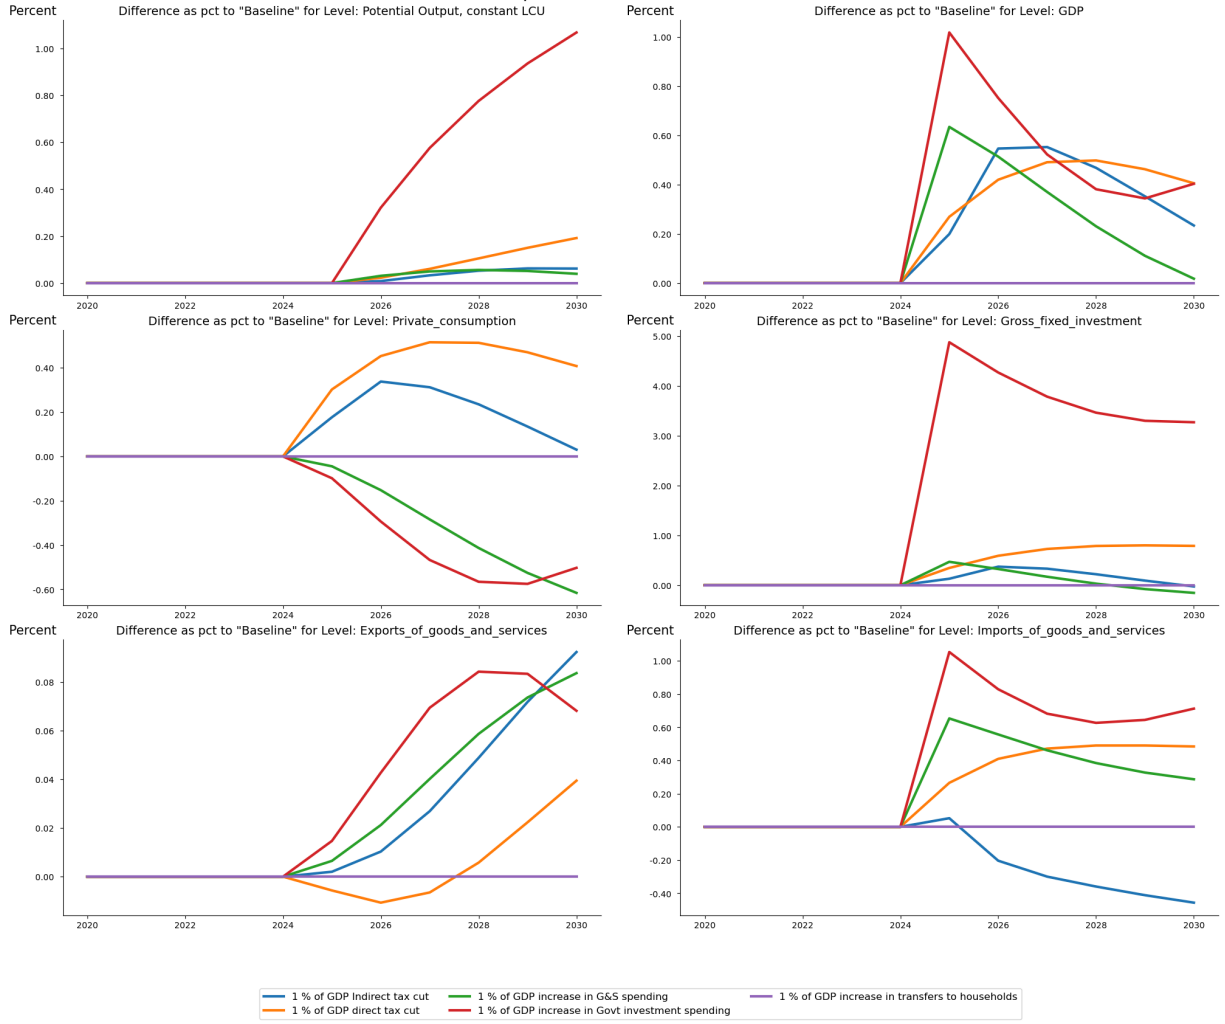 Percent
Difference as pct to "Baseline" for Level: Potential Output, constant LCU
1.00
0.80
0.60
0.40
0.20
0.00
2020 2022 2024 2026 2028 2030
Percent
Difference as pct to "Baseline" for Level: GDP
1.00
0.80
0.60
0.40
0.20
0.00
2020 2022 2024 2026 2028 2030
Percent
Difference as pct to "Baseline" for Level: Private_consumption
0.40
0.20
0.00
-0.20
-0.40
-0.60
2020 2022 2024 2026 2028 2030
Percent
Difference as pct to "Baseline" for Level: Gross_fixed_investment
5.00
4.00
3.00
2.00
1.00
0.00
2020 2022 2024 2026 2028 2030
Percent
Difference as pct to "Baseline" for Level: Exports_of_goods_and_services
0.08
0.06
0.04
0.02
0.00
2020 2022 2024 2026 2028 2030
Percent
Difference as pct to "Baseline" for Level: Imports_of_goods_and_services
1.00
0.80
0.60
0.40
0.20
0.00
-0.20
-0.40
2020 2022 2024 2026 2028 2030
1 % of GDP Indirect tax cut
1 % of GDP direct tax cut
1 % of GDP increase in G&S spending
1 % of GDP increase in Govt investment spending
1 % of GDP increase in transfers to households